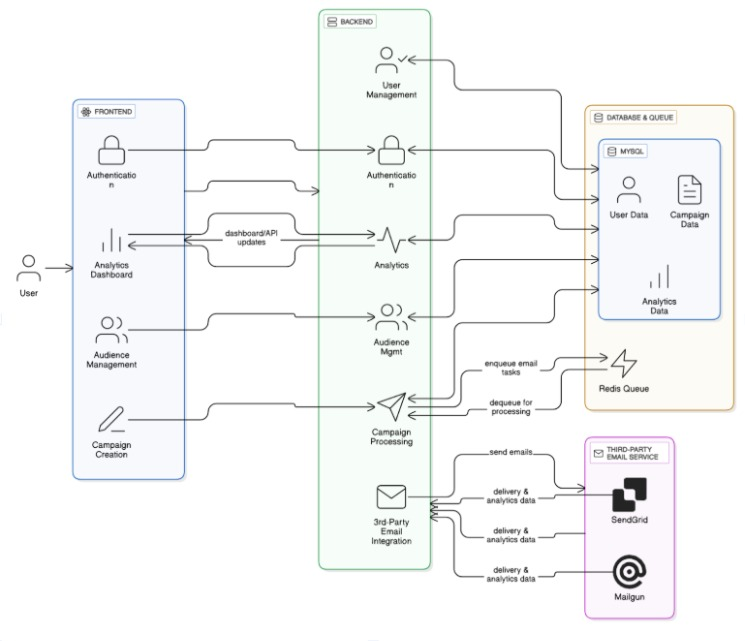 BACKEND
User
Management
FRONTEND
DATABASE & QUEUE
MYSQL
Authenticatio
n
Authenticatio
n
User Data
Campaign
Data
dashboard/API
updates
Analytics
Dashboard
Analytics
User
Analytics
Data
Audience
Management
Audience
Mgmt
enqueue email
tasks
Redis Queue
dequeue for
processing
Campaign
Creation
Campaign
Processing
send emails
THIRD-PARTY
EMAIL SERVICE
delivery &
analytics data
SendGrid
3rd-Party
Email
Integration
delivery &
analytics data
delivery &
analytics data
Mailgun